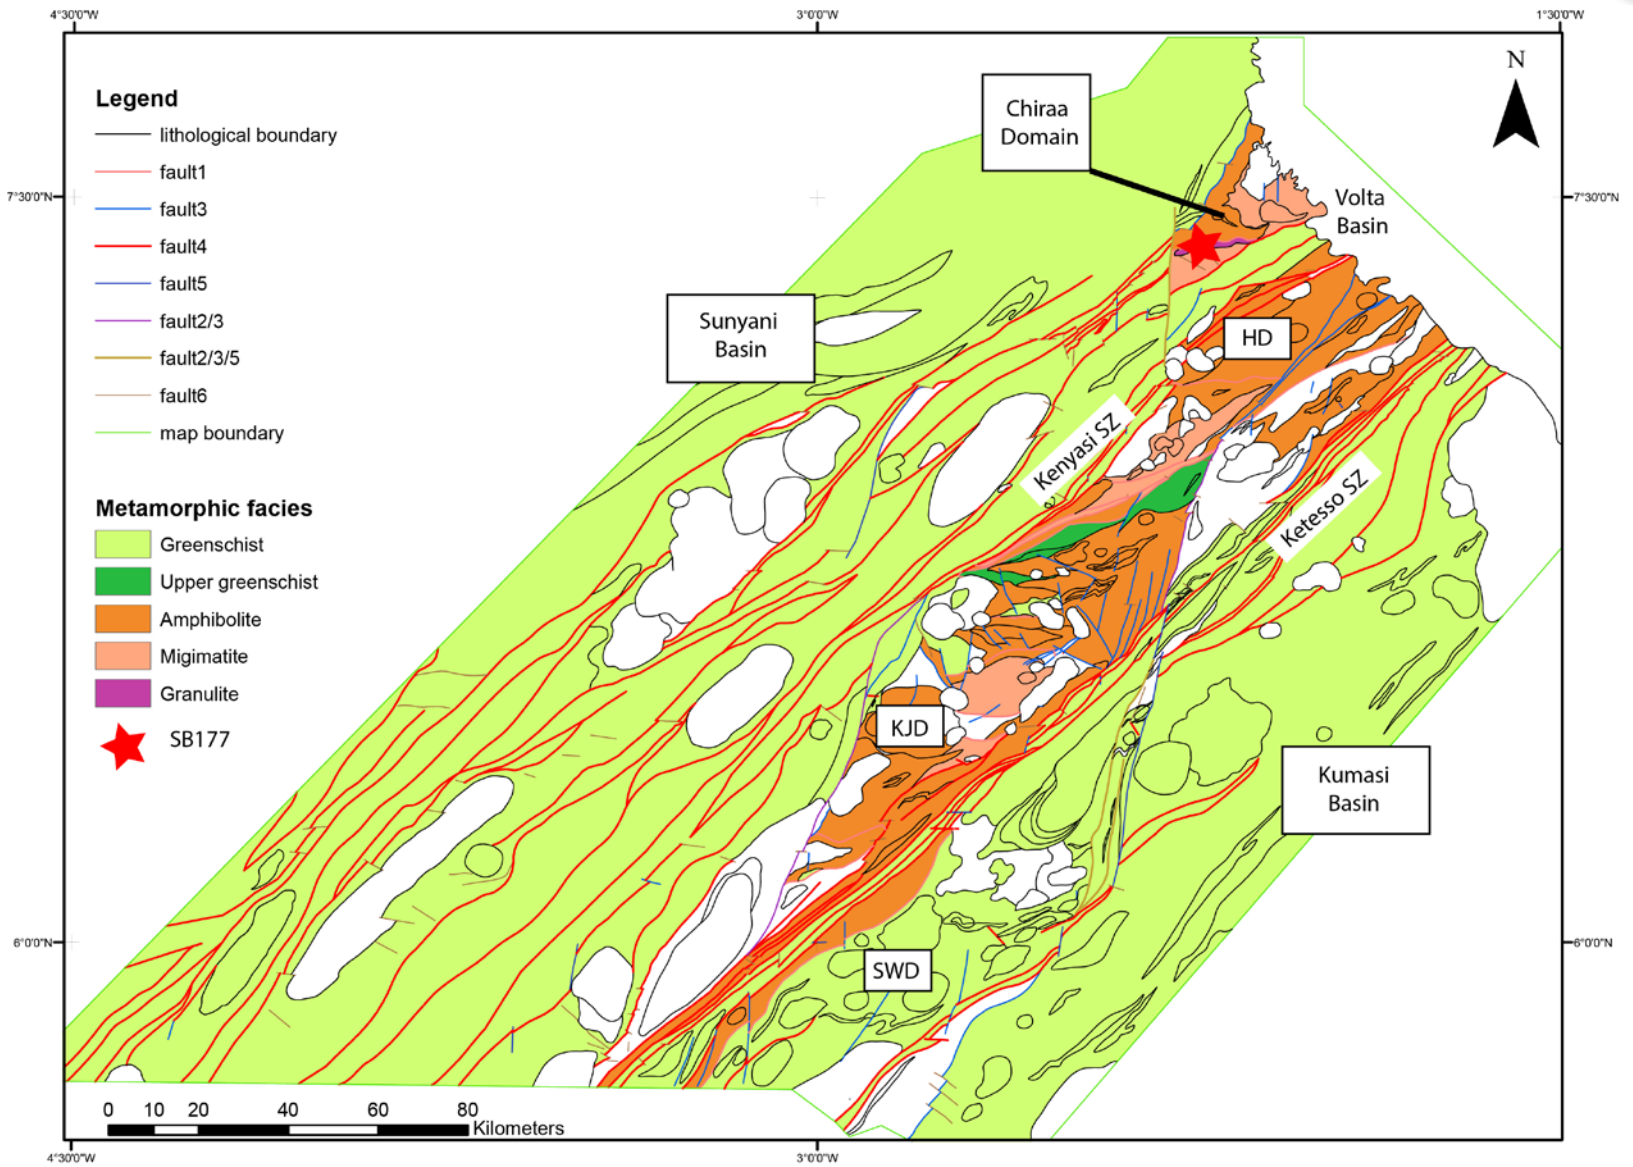 4°30'0"W
3°0'0"W
1°30'0"W
N
Legend
lithological boundary
fault1
fault3
fault4
fault5
fault2/3
fault2/3/5
fault6
map boundary
Chiraa
Domain
7°30'0"N
7°30'0"N
Volta
Basin
Sunyani
Basin
HD
Kenyasi SZ
Ketesso SZ
Metamorphic facies
Greenschist
Upper greenschist
Amphibolite
Migimatite
Granulite
SB177
KJD
Kumasi
Basin
6°0'0"N
6°0'0"N
SWD
0 10 20 40 60 80
Kilometers
4°30'0"W
3°0'0"W